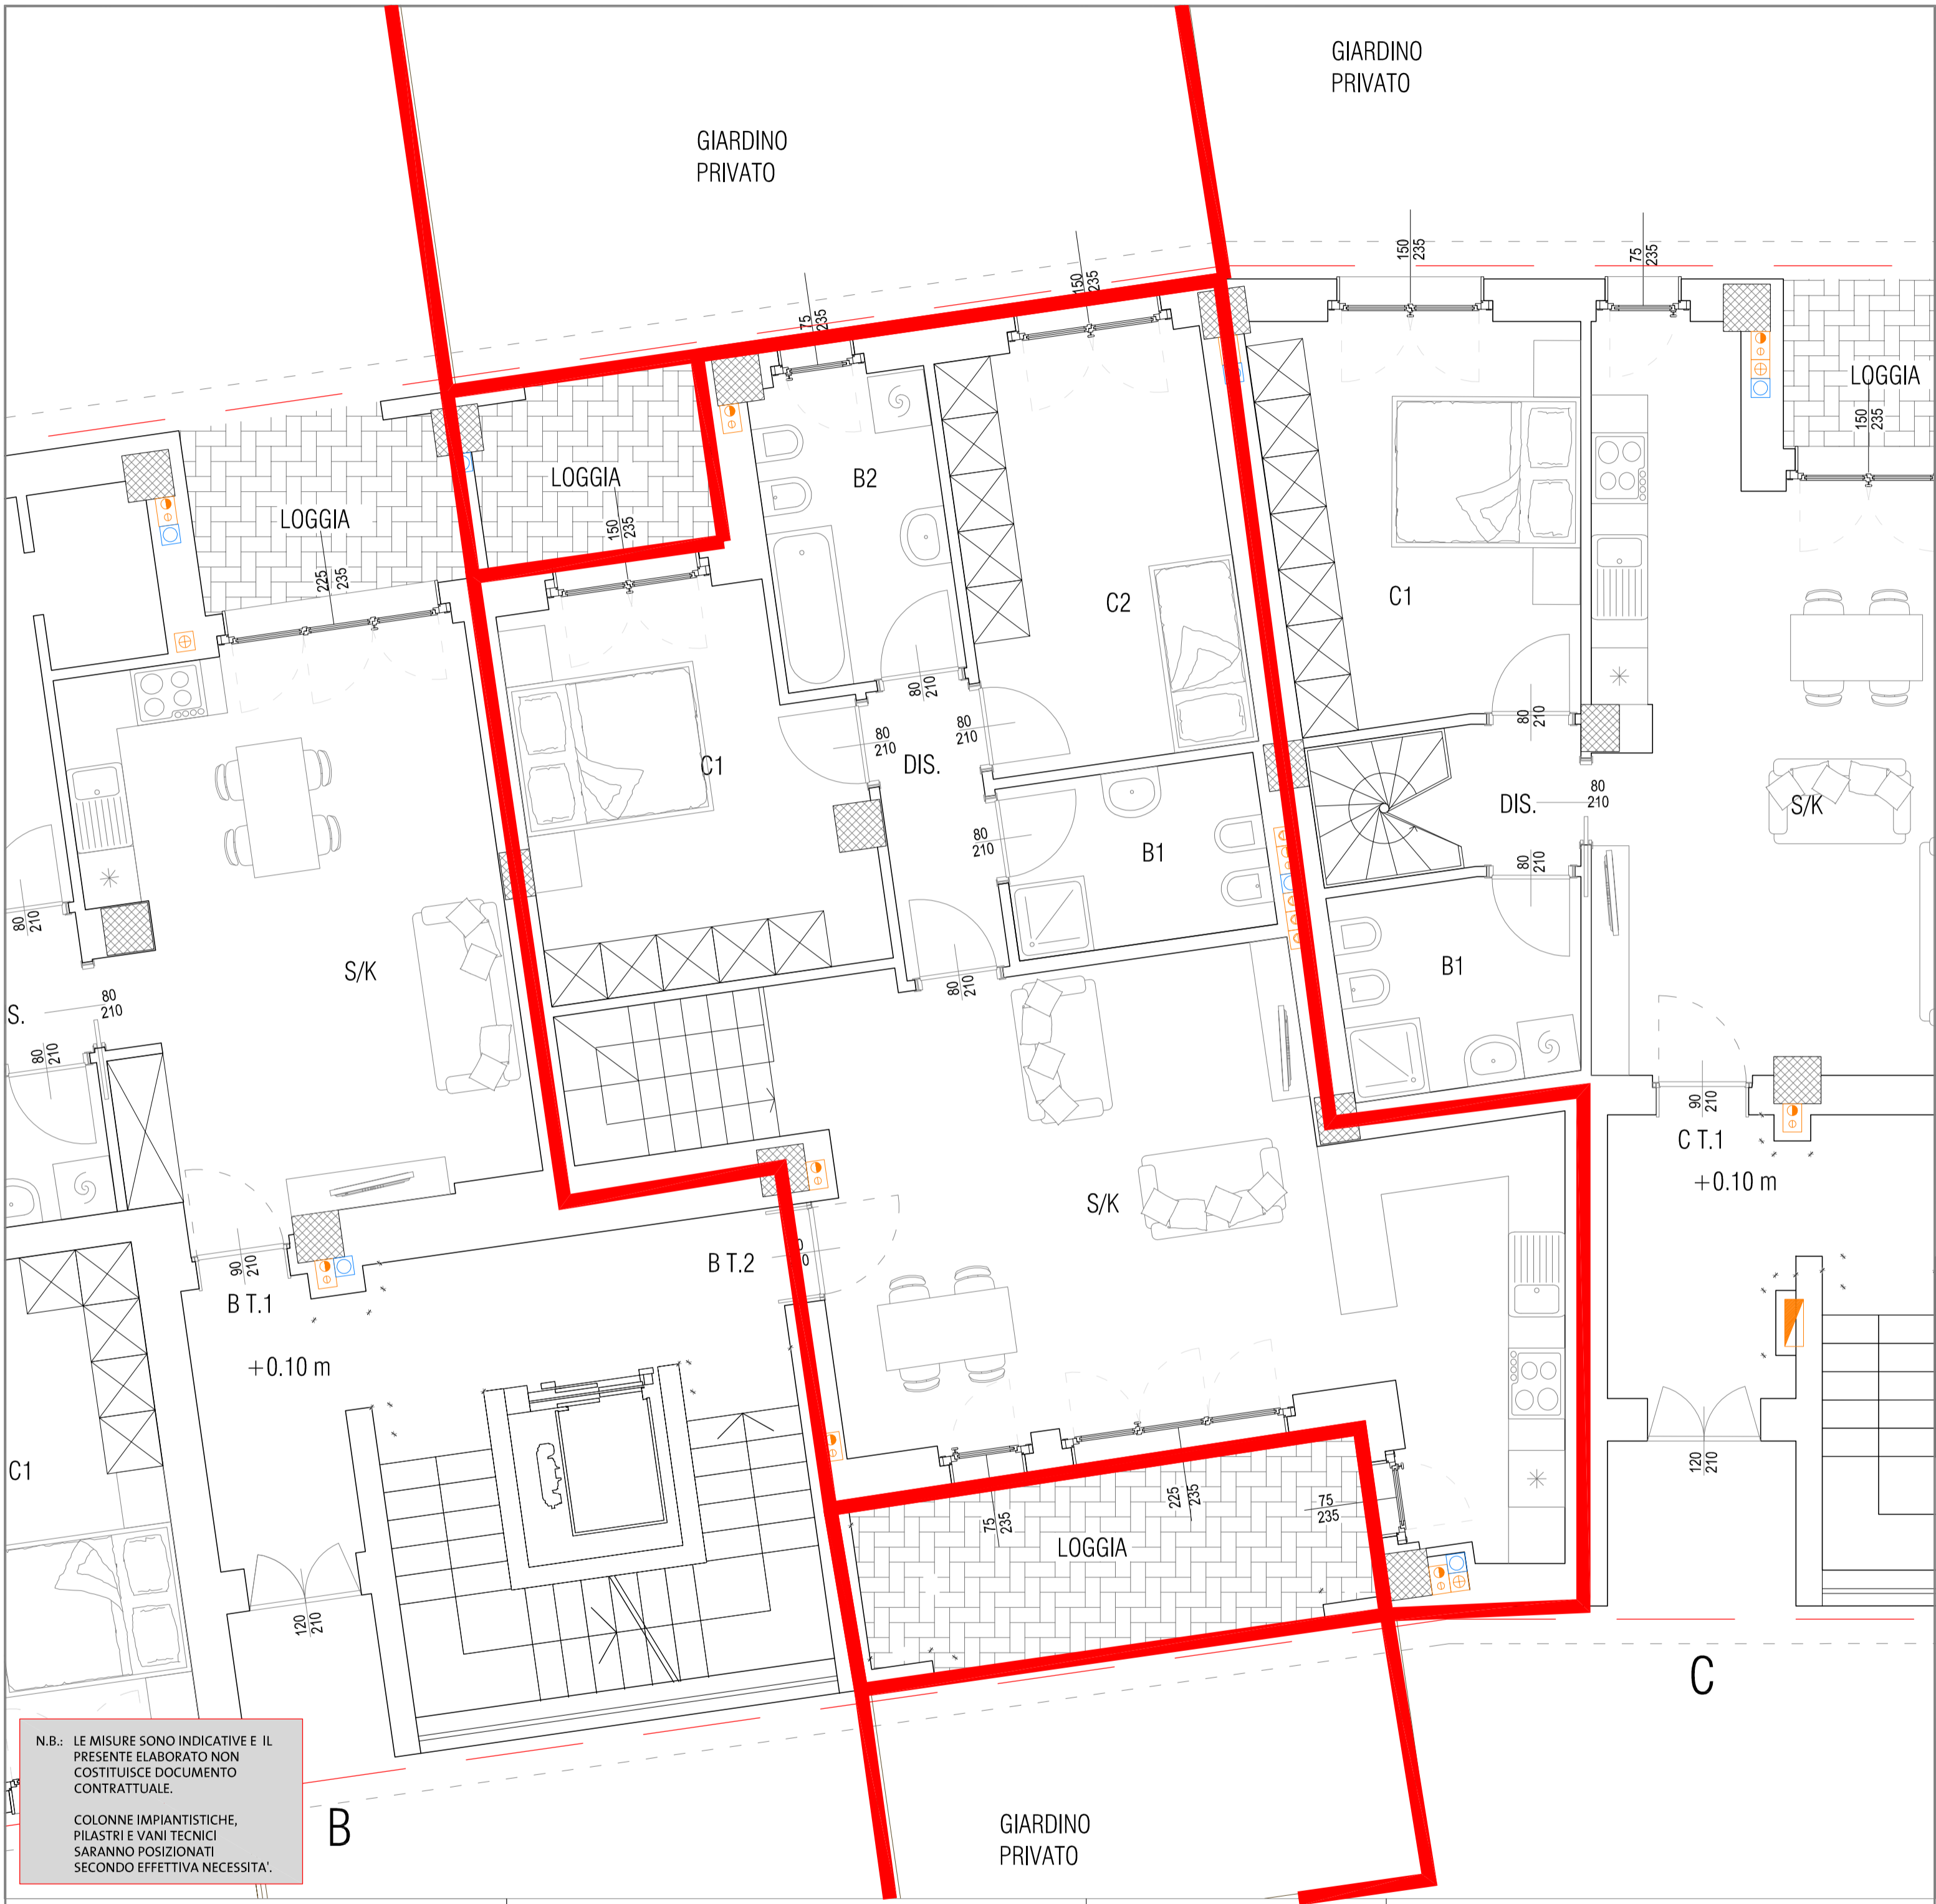 GIARDINO
PRIVATO
GIARDINO
PRIVATO
150
235
75
235
150
235
75
235
LOGGIA
150
235
LOGGIA
150
235
B2
LOGGIA
225
235
C2
C1
80
210
80
210
80
210
80
210
C1
DIS.
80
210
DIS.
S/K
80
210
B1
80
210
80
210
S/K
B1
80
210
S.
80
210
80
210
90
210
C T.1
+0.10 m
S/K
B T.2
90
210
B T.1
+0.10 m
120
210
C1
225
235
75
235
75
235
LOGGIA
120
210
C
B
GIARDINO
PRIVATO
N.B.: LE MISURE SONO INDICATIVE E IL
PRESENTE ELABORATO NON
COSTITUISCE DOCUMENTO
CONTRATTUALE.
COLONNE IMPIANTISTICHE,
PILASTRI E VANI TECNICI
SARANNO POSIZIONATI
SECONDO EFFETTIVA NECESSITA'.